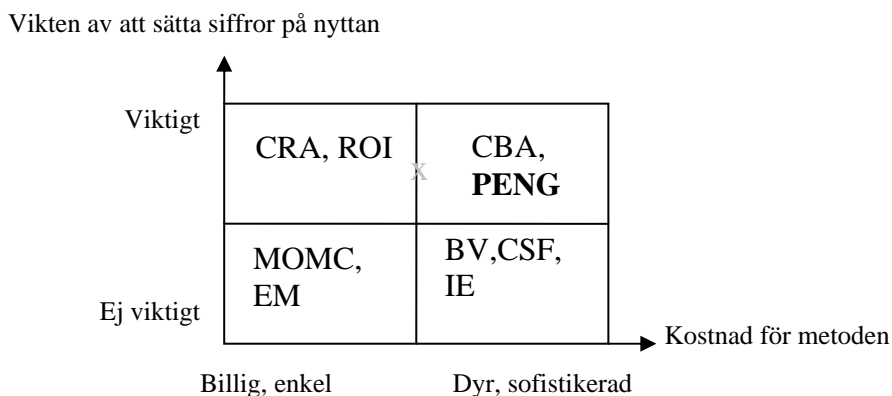 Vikten av att sätta siffror på nyttan
Viktigt
CRA, ROI
CBA,
x
PENG
MOMC,
EM
BV,CSF,
IE
Ej viktigt
Kostnad för metoden
Billig, enkel
Dyr, sofistikerad